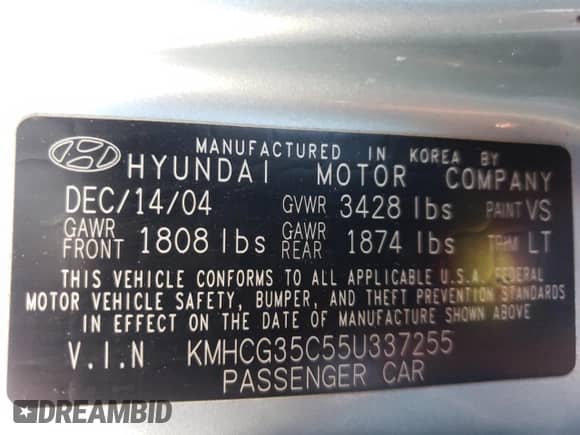 MANUFACTURED IN KOREA BY
HYUNDAI MOTOR COMPANY
DEC/14/04 GVWR 3428 lbs PAINT VS
GAWR FRONT 1808 lbs GAWR REAR 1874 lbs TRIM LT
THIS VEHICLE CONFORMS TO ALL APPLICABLE U.S.A. FEDERAL
MOTOR VEHICLE SAFETY, BUMPER, AND THEFT PREVENTION
STANDARDS IN EFFECT ON THE DATE OF MANUFACTURE SHOWN ABOVE
V.I.N KMHCG35C55U337255
PASSENGER CAR
DREAMBID